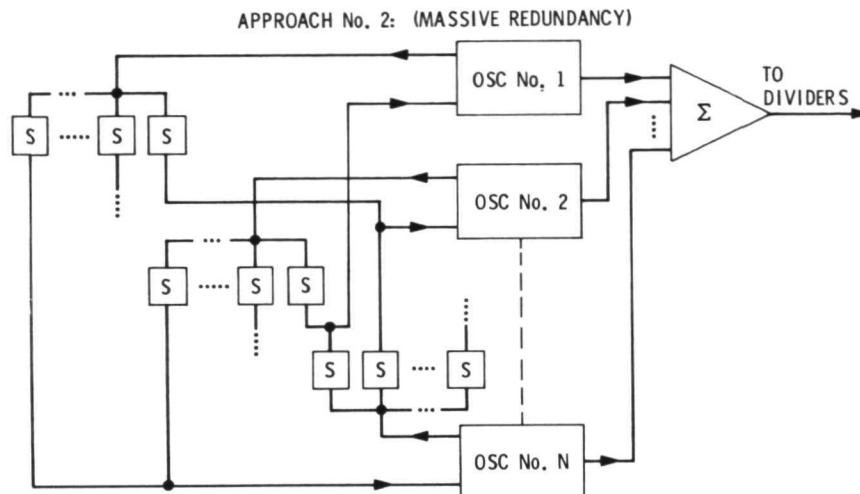 APPROACH No. 2: (MASSIVE REDUNDANCY)
OSC No. 1
TO
DIVIDERS
Σ
S
S
S
OSC No. 2
S
S
S
S
S
S
OSC No. N